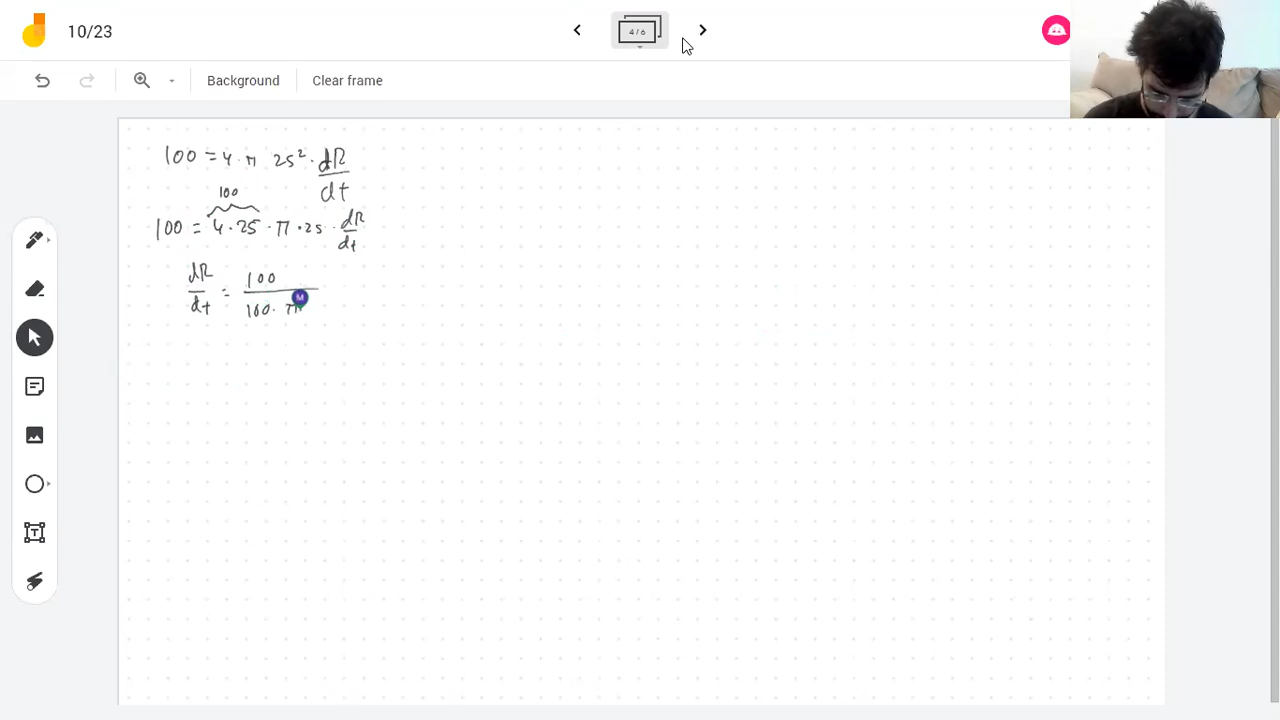 10/23
4 / 6
Background
Clear frame
100 = 4 · π 25² · dR/dt
100
100 = 4 · 25 · π · 25 · dR/dt
dR/dt = 100/100 · π
M
T